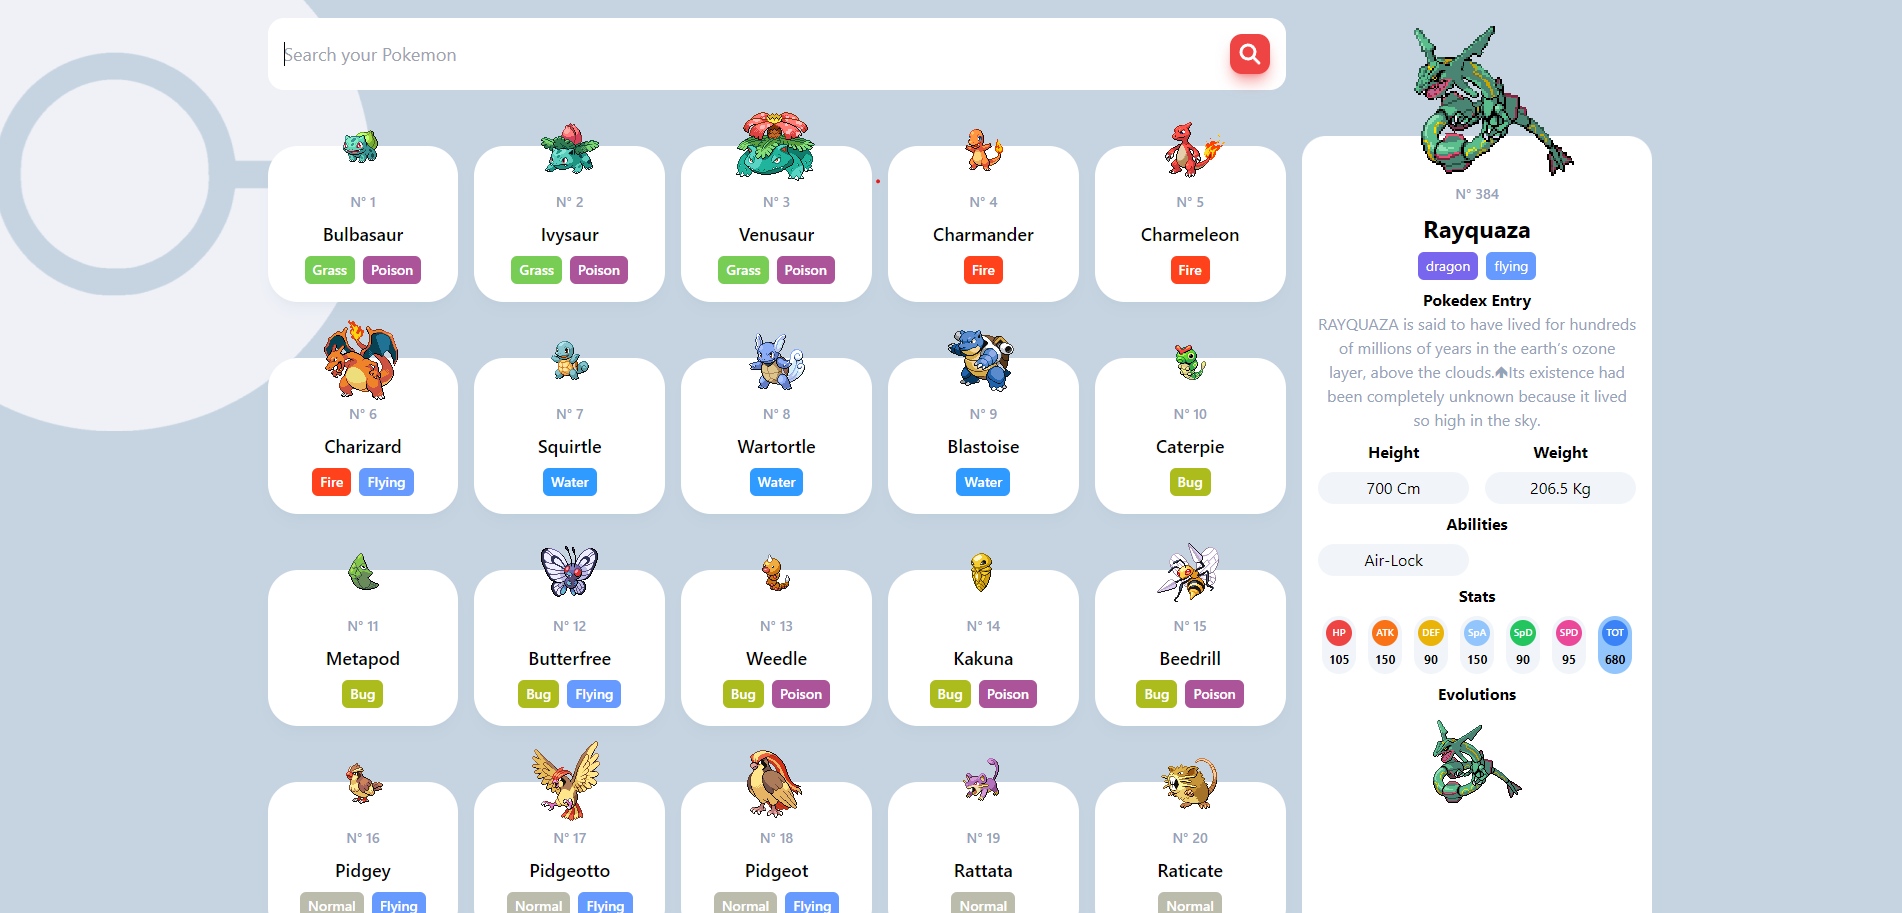 Search your Pokemon
N° 1
Bulbasaur
Grass Poison
N° 2
Ivysaur
Grass Poison
N° 3
Venusaur
Grass Poison
N° 4
Charmander
Fire
N° 5
Charmeleon
Fire
N° 6
Charizard
Fire Flying
N° 7
Squirtle
Water
N° 8
Wartortle
Water
N° 9
Blastoise
Water
N° 10
Caterpie
Bug
N° 11
Metapod
Bug
N° 12
Butterfree
Bug Flying
N° 13
Weedle
Bug Poison
N° 14
Kakuna
Bug Poison
N° 15
Beedrill
Bug Poison
N° 16
Pidgey
Normal Flying
N° 17
Pidgeotto
Normal Flying
N° 18
Pidgeot
Normal Flying
N° 19
Rattata
Normal
N° 20
Raticate
Normal
N° 384
Rayquaza
dragon flying
Pokedex Entry
RAYQUAZA is said to have lived for hundreds
of millions of years in the earth's ozone
layer, above the clouds.🡅Its existence had
been completely unknown because it lived
so high in the sky.
Height Weight
700 Cm 206.5 Kg
Abilities
Air-Lock
Stats
HP ATK DEF SpA SpD SPD TOT
105 150 90 150 90 95 680
Evolutions